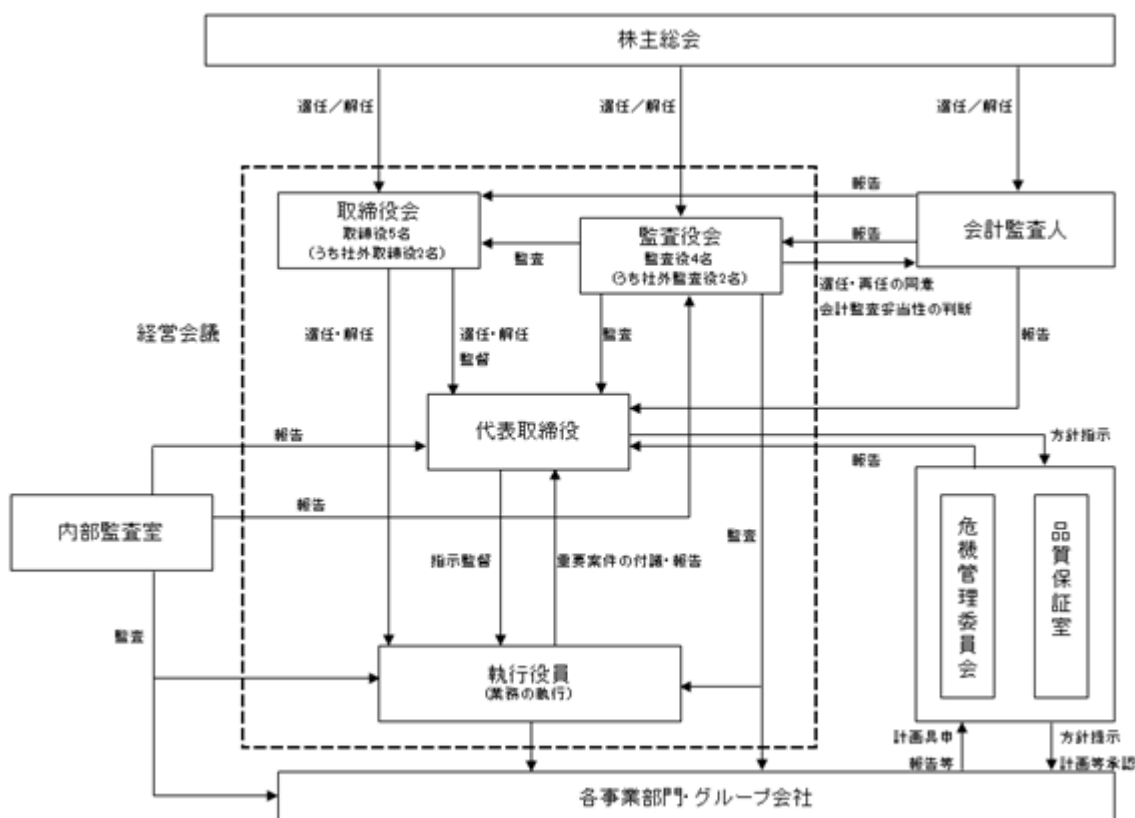 株主総会
選任／解任
選任／解任
選任／解任
取締役会
取締役5名
(うち社外取締役2名)
監査役会
監査役4名
(うち社外監査役2名)
会計監査人
報告
報告
監査
選任・再任の同意
会計監査妥当性の判断
経営会議
選任・解任
選任・解任
監督
監査
報告
代表取締役
報告
方針指示
報告
内部監査室
報告
監査
指示監督
重要案件の付議・報告
危機管理委員会
品質保証室
監査
執行役員
(業務の執行)
計画具申
報告等
方針提示
計画等承認
各事業部門・グループ会社